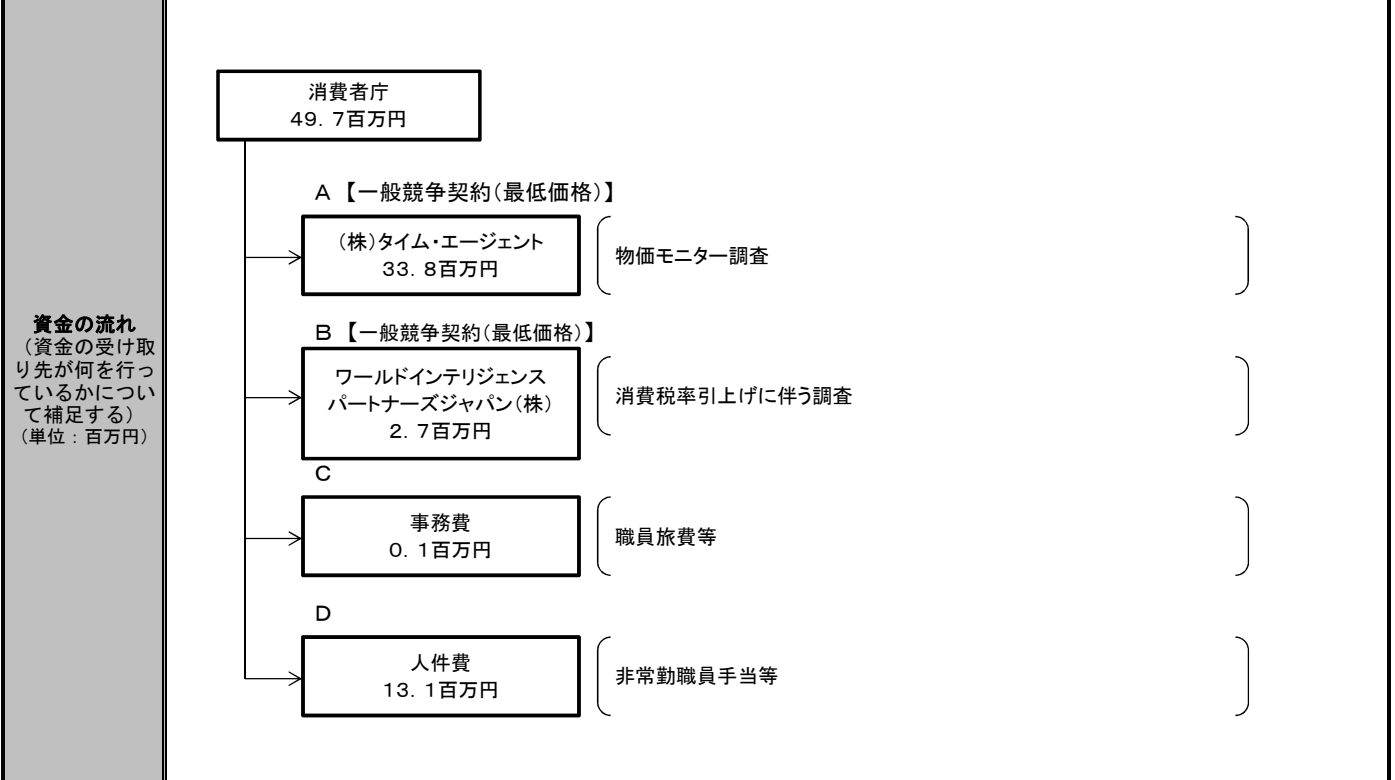 資金の流れ
（資金の受け取
り先が何を行っ
ているかについ
て補足する）
（単位：百万円）
消費者庁
４９．７百万円
Ａ 【一般競争契約（最低価格）】
（株）タイム・エージェント
３３．８百万円
物価モニター調査
Ｂ 【一般競争契約（最低価格）】
ワールドインテリジェンス
パートナーズジャパン（株）
２．７百万円
消費税率引上げに伴う調査
Ｃ
事務費
０．１百万円
職員旅費等
Ｄ
人件費
１３．１百万円
非常勤職員手当等